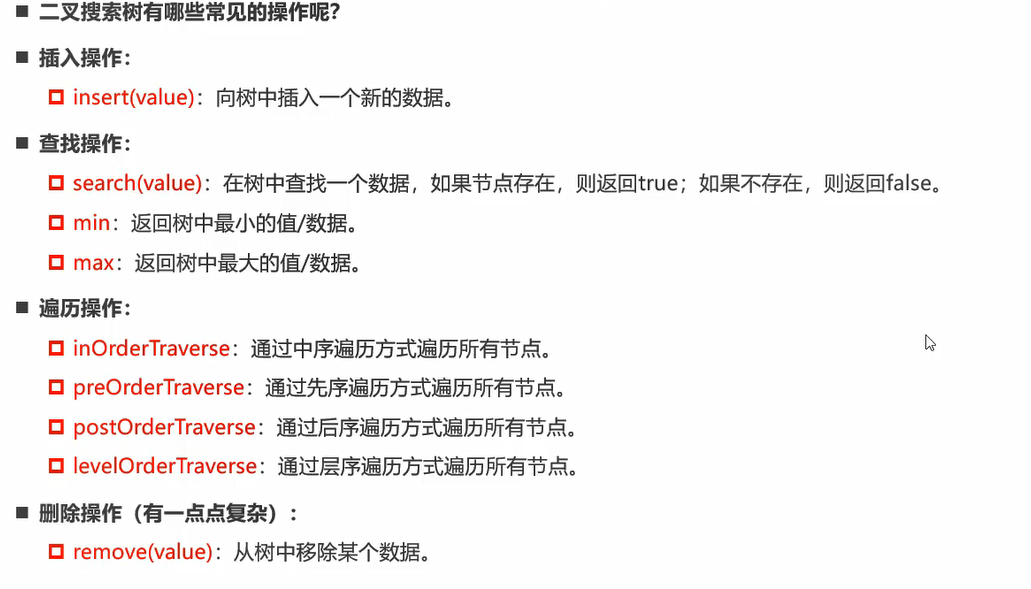 二叉搜索树有哪些常见的操作呢?
插入操作：
insert(value)：向树中插入一个新的数据。
查找操作：
search(value)：在树中查找一个数据，如果节点存在，则返回true；如果不存在，则返回false。
min：返回树中最小的值/数据。
max：返回树中最大的值/数据。
遍历操作：
inOrderTraverse：通过中序遍历方式遍历所有节点。
preOrderTraverse：通过先序遍历方式遍历所有节点。
postOrderTraverse：通过后序遍历方式遍历所有节点。
levelOrderTraverse：通过层序遍历方式遍历所有节点。
删除操作（有一点点复杂）：
remove(value)：从树中移除某个数据。